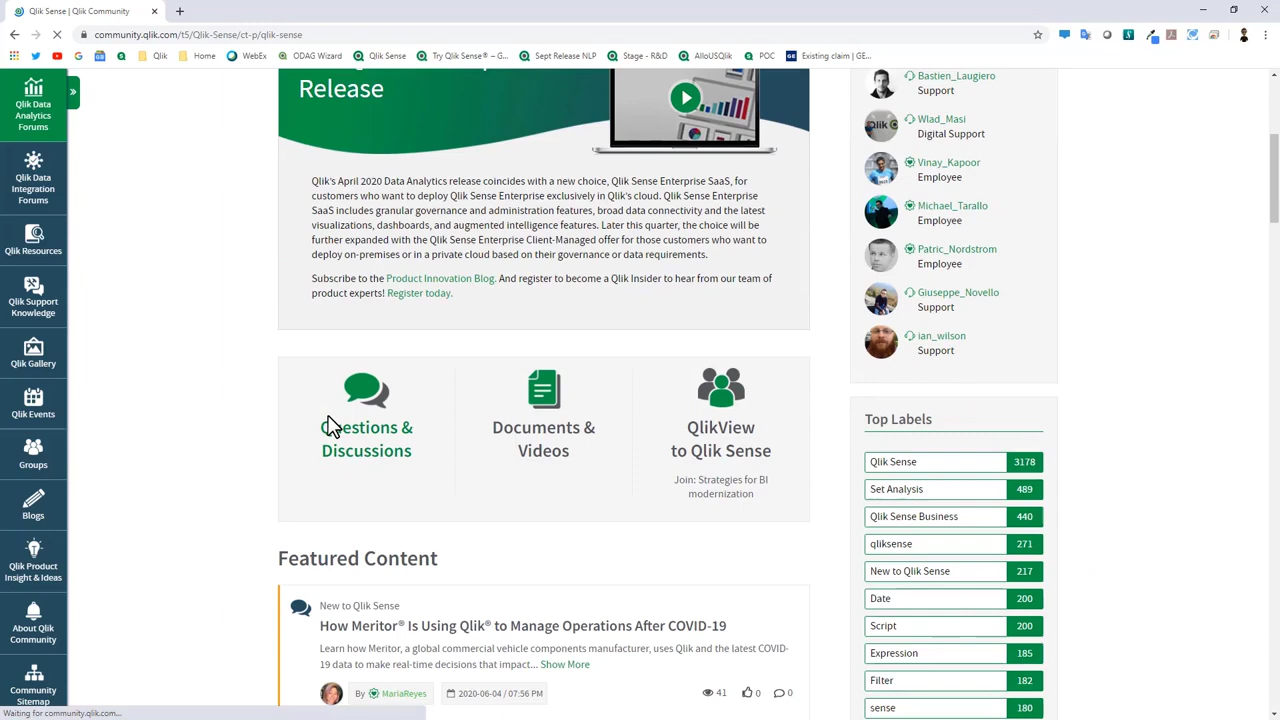 Qlik Sense | Qlik Community
community.qlik.com/t5/Qlik-Sense/ct-p/qlik-sense
Qlik
Home
WebEx
ODAG Wizard
Qlik Sense
Try Qlik Sense® – G...
Sept Release NLP
Stage - R&D
AlloUSQlik
POC
Existing claim | G...
Qlik Data
Analytics
Forums
Qlik Data
Integration
Forums
Qlik Resources
Qlik Support
Knowledge
Qlik Gallery
Qlik Events
Groups
Blogs
Qlik Product
Insight & Ideas
About Qlik
Community
Community
Sitemap
Release
Qlik's April 2020 Data Analytics release coincides with a new choice, Qlik Sense Enterprise SaaS, for
customers who want to deploy Qlik Sense Enterprise exclusively in Qlik's cloud. Qlik Sense Enterprise
SaaS includes granular governance and administration features, broad data connectivity and the latest
visualizations, dashboards, and augmented intelligence features. Later this quarter, the choice will be
further expanded with the Qlik Sense Enterprise Client-Managed offer for those customers who want to
deploy on-premises or in a private cloud based on their governance or data requirements.
Subscribe to the Product Innovation Blog. And register to become a Qlik Insider to hear from our team of
product experts! Register today.
Questions &
Discussions
Documents &
Videos
QlikView
to Qlik Sense
Join: Strategies for BI
modernization
Featured Content
New to Qlik Sense
How Meritor® Is Using Qlik® to Manage Operations After COVID-19
Learn how Meritor, a global commercial vehicle components manufacturer, uses Qlik and the latest COVID-
19 data to make real-time decisions that impact... Show More
By MariaReyes 2020-06-04 / 07:56 PM 41 0 0
Bastien_Laugiero
Support
Wlad_Masi
Digital Support
Vinay_Kapoor
Employee
Michael_Tarallo
Employee
Patric_Nordstrom
Employee
Giuseppe_Novello
Support
ian_wilson
Support
Top Labels
Qlik Sense 3178
Set Analysis 489
Qlik Sense Business 440
qliksense 271
New to Qlik Sense 217
Date 200
Script 200
Expression 185
Filter 182
sense 180
Waiting for community.qlik.com...